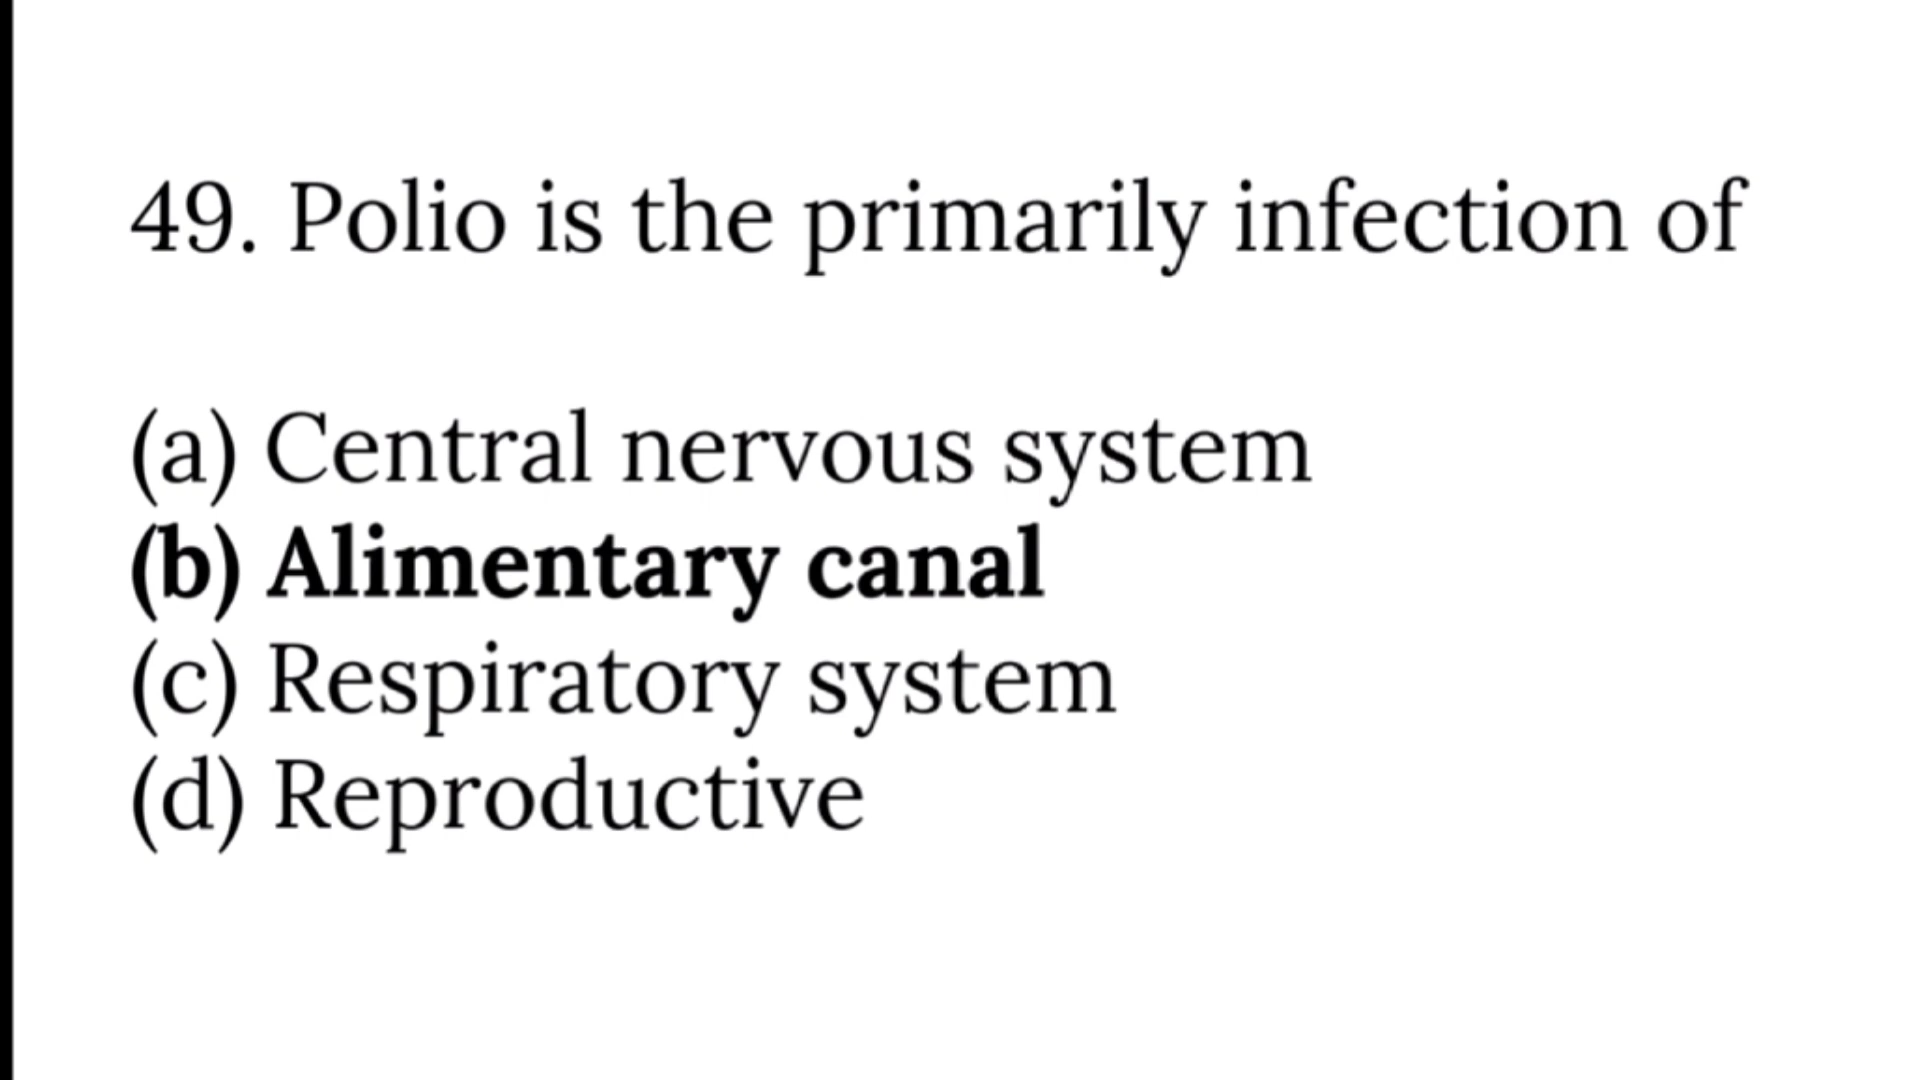 49. Polio is the primarily infection of
(a) Central nervous system
(b) Alimentary canal
(c) Respiratory system
(d) Reproductive